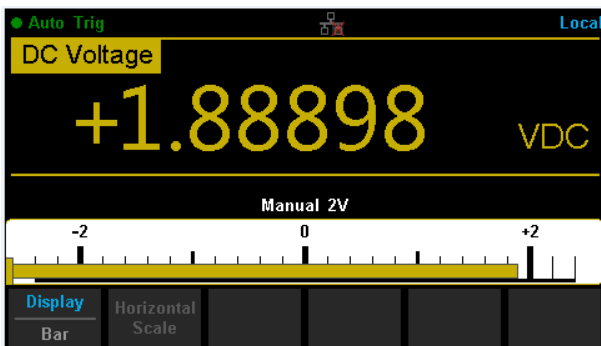 Auto Trig Local
DC Voltage
+1.88898 VDC
Manual 2V
-2 0 +2
Display Horizontal
Bar Scale